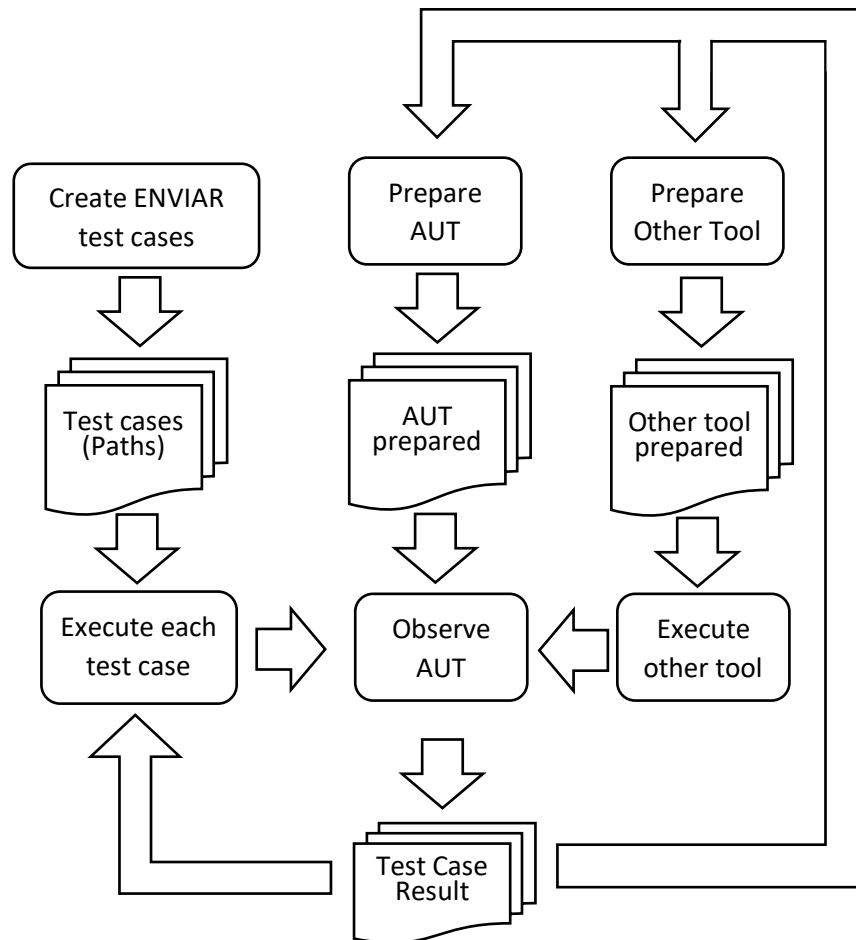 Create ENVIAR
test cases
Prepare
AUT
Prepare
Other Tool
Test cases
(Paths)
AUT
prepared
Other tool
prepared
Execute each
test case
Observe
AUT
Execute
other tool
Test Case
Result